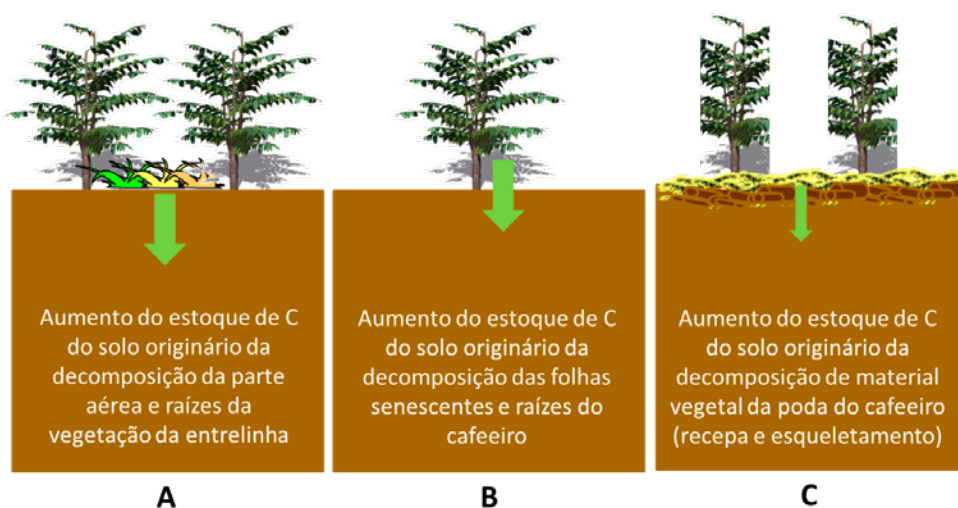 Aumento do estoque de C
do solo originário da
decomposição da parte
aérea e raízes da
vegetação da entrelinha
A
Aumento do estoque de C
do solo originário da
decomposição das folhas
senescentes e raízes do
cafeeiro
B
Aumento do estoque de C
do solo originário da
decomposição de material
vegetal da poda do cafeeiro
(recepa e esqueletamento)
C